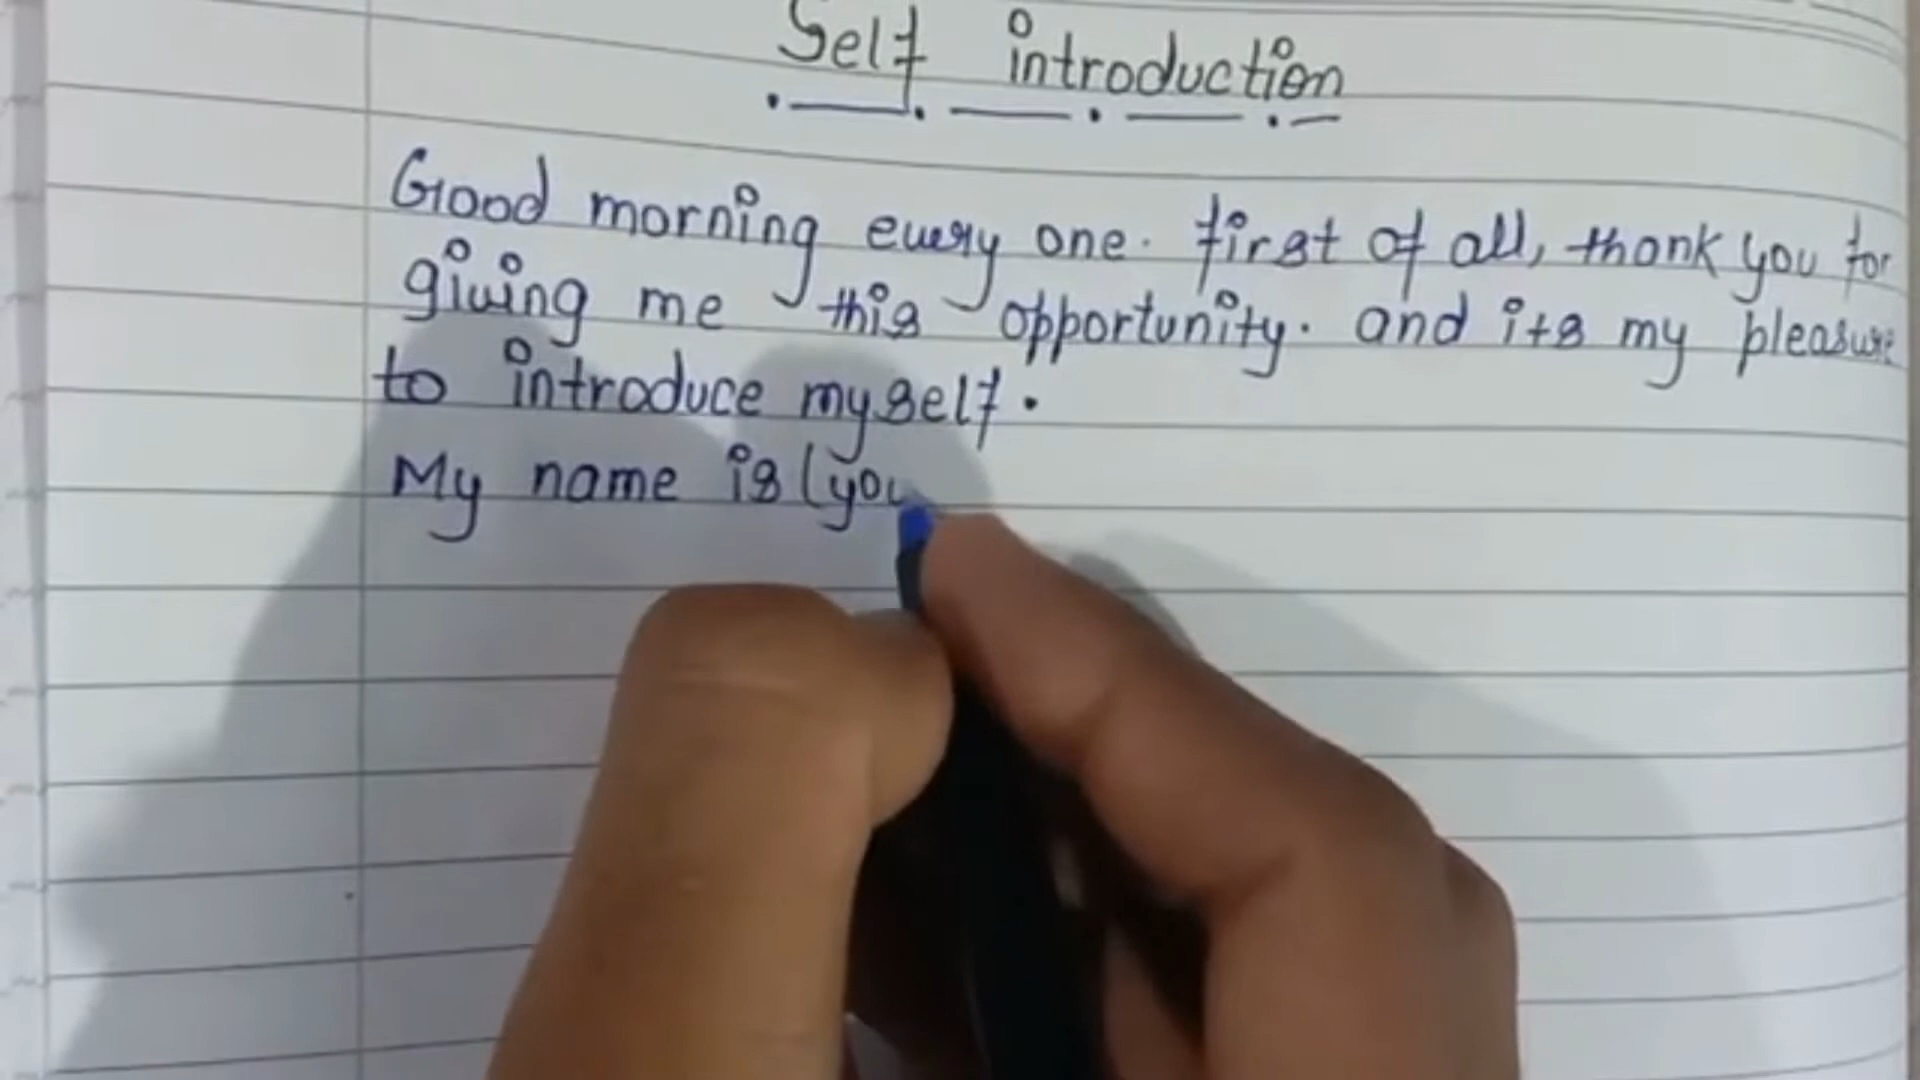 Self introduction
Good morning every one. first of all, thank you for
giving me this opportunity. and its my pleasure
to introduce myself.
My name is (you